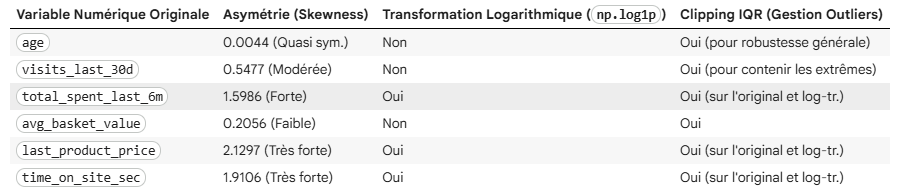 Variable Numérique Originale Asymétrie (Skewness) Transformation Logarithmique (np.log1p) Clipping IQR (Gestion Outliers)
age 0.0044 (Quasi sym.) Non Oui (pour robustesse générale)
visits_last_30d 0.5477 (Modérée) Non Oui (pour contenir les extrêmes)
total_spent_last_6m 1.5986 (Forte) Oui Oui (sur l'original et log-tr.)
avg_basket_value 0.2056 (Faible) Non Oui
last_product_price 2.1297 (Très forte) Oui Oui (sur l'original et log-tr.)
time_on_site_sec 1.9106 (Très forte) Oui Oui (sur l'original et log-tr.)